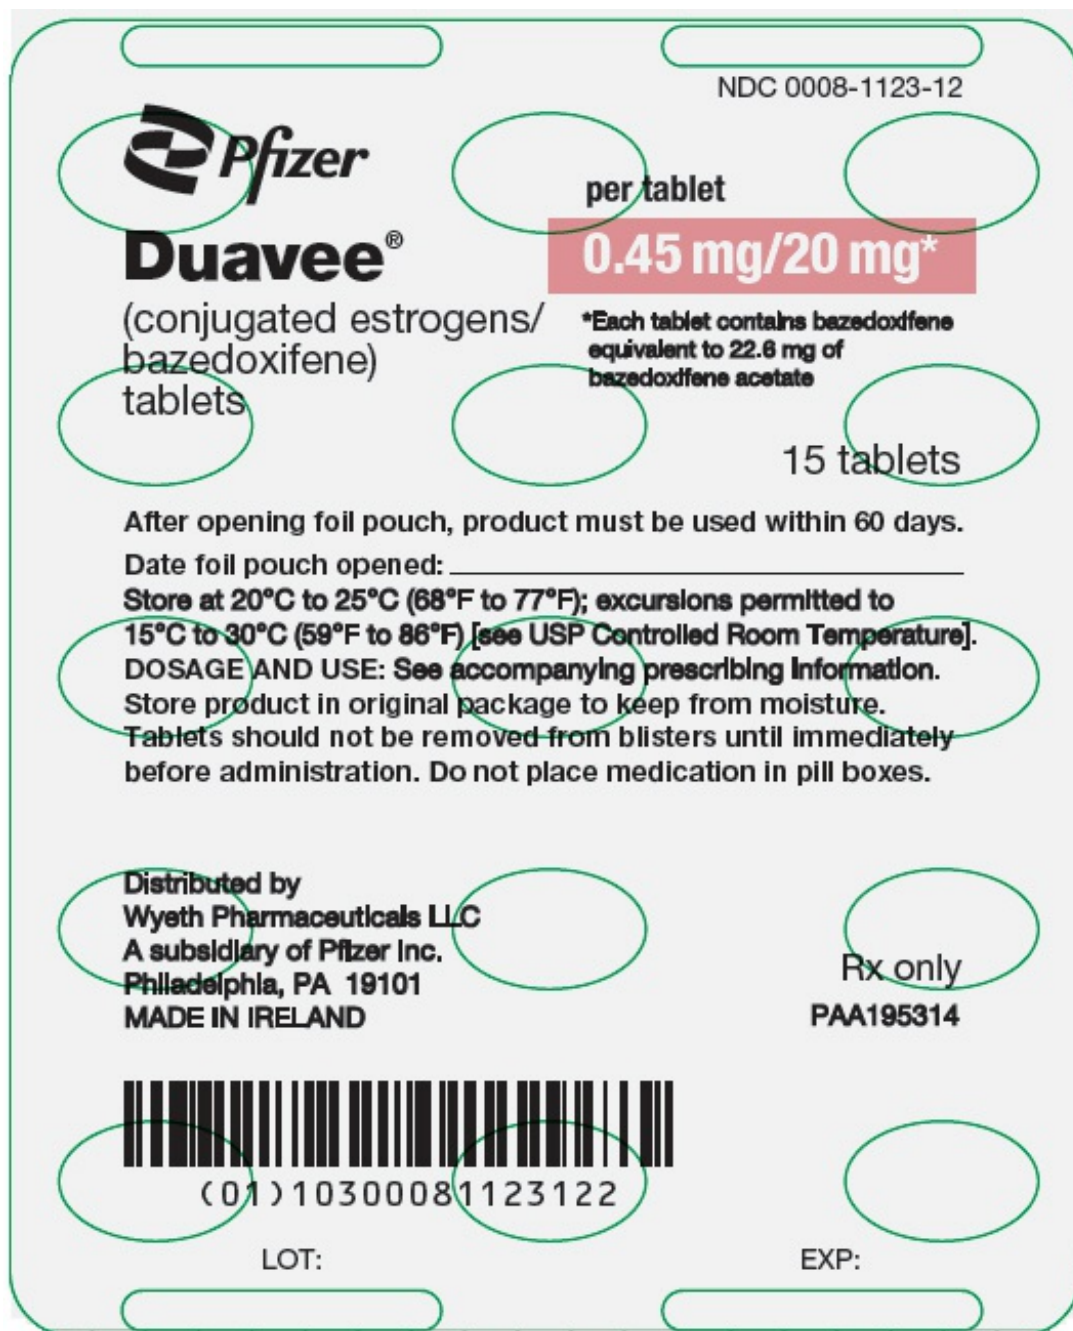 NDC 0008-1123-12
Pfizer
per tablet
Duavee®
0.45 mg/20 mg*
(conjugated estrogens/
bazedoxifene)
tablets
*Each tablet contains bazedoxifene
equivalent to 22.6 mg of
bazedoxifene acetate
15 tablets
After opening foil pouch, product must be used within 60 days.
Date foil pouch opened:
Store at 20°C to 25°C (68°F to 77°F); excursions permitted to
15°C to 30°C (59°F to 86°F) [see USP Controlled Room Temperature].
DOSAGE AND USE: See accompanying prescribing information.
Store product in original package to keep from moisture.
Tablets should not be removed from blisters until immediately
before administration. Do not place medication in pill boxes.
Distributed by
Wyeth Pharmaceuticals LLC
A subsidiary of Pfizer Inc.
Philadelphia, PA 19101
MADE IN IRELAND
Rx only
PAA195314
(01)10300081123122
LOT:
EXP: